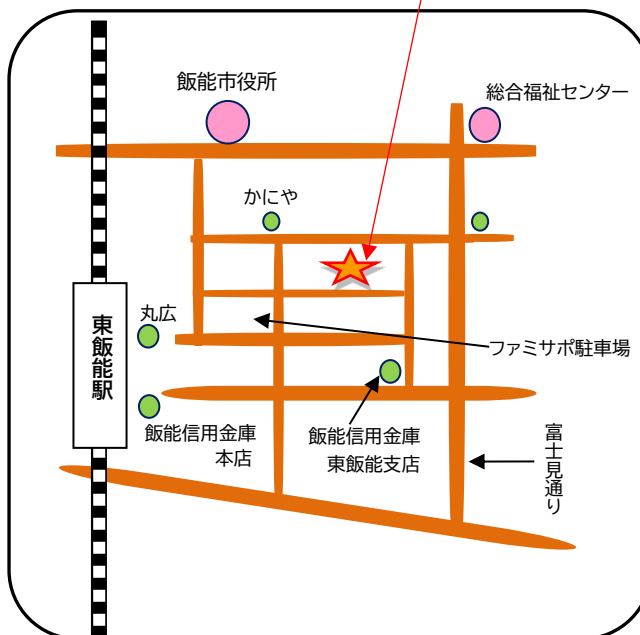 飯能市役所
総合福祉センター
かにや
丸広
東飯能駅
ファミサポ駐車場
飯能信用金庫
本店
飯能信用金庫
東飯能支店
富士見通り